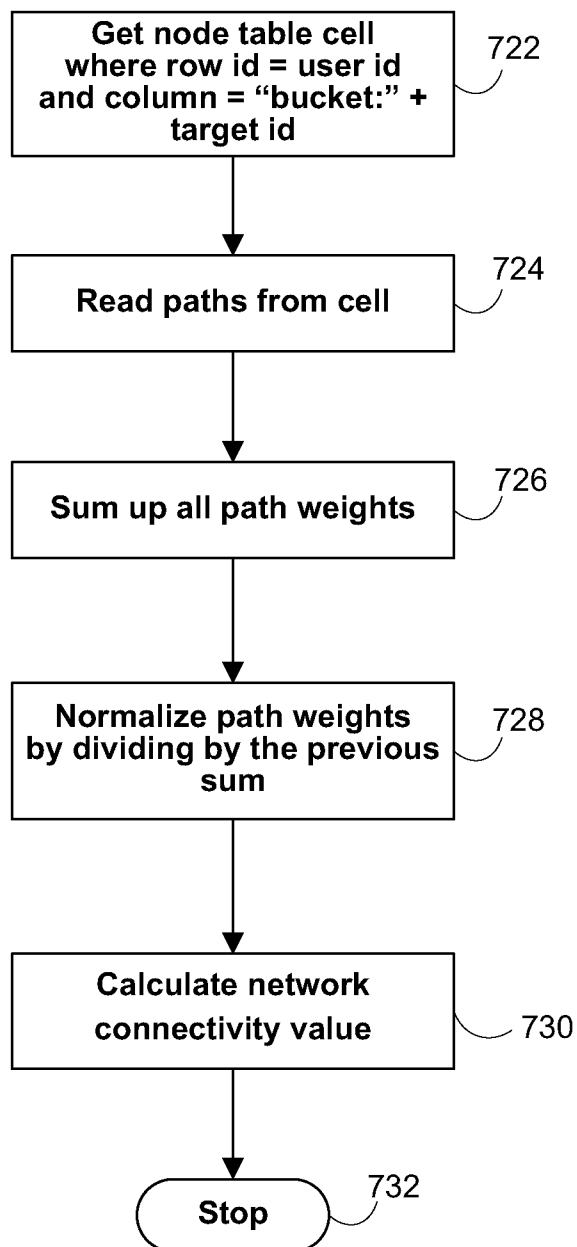 Get node table cell
where row id = user id
and column = “bucket:” +
target id
722
Read paths from cell
724
Sum up all path weights
726
Normalize path weights
by dividing by the previous
sum
728
Calculate network
connectivity value
730
Stop
732